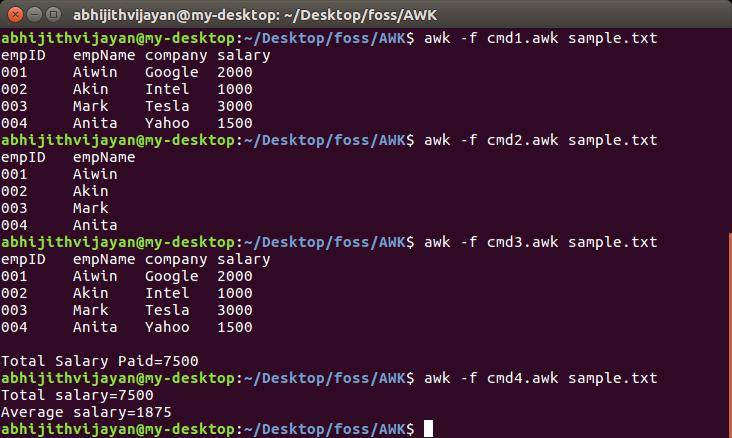 abhijithvijayan@my-desktop: ~/Desktop/foss/AWK
abhijithvijayan@my-desktop:~/Desktop/foss/AWK$ awk -f cmd1.awk sample.txt
empID   empName company salary
001     Aiwin   Google  2000
002     Akin    Intel   1000
003     Mark    Tesla   3000
004     Anita   Yahoo   1500
abhijithvijayan@my-desktop:~/Desktop/foss/AWK$ awk -f cmd2.awk sample.txt
empID   empName
001     Aiwin
002     Akin
003     Mark
004     Anita
abhijithvijayan@my-desktop:~/Desktop/foss/AWK$ awk -f cmd3.awk sample.txt
empID   empName company salary
001     Aiwin   Google  2000
002     Akin    Intel   1000
003     Mark    Tesla   3000
004     Anita   Yahoo   1500
Total Salary Paid=7500
abhijithvijayan@my-desktop:~/Desktop/foss/AWK$ awk -f cmd4.awk sample.txt
Total salary=7500
Average salary=1875
abhijithvijayan@my-desktop:~/Desktop/foss/AWK$